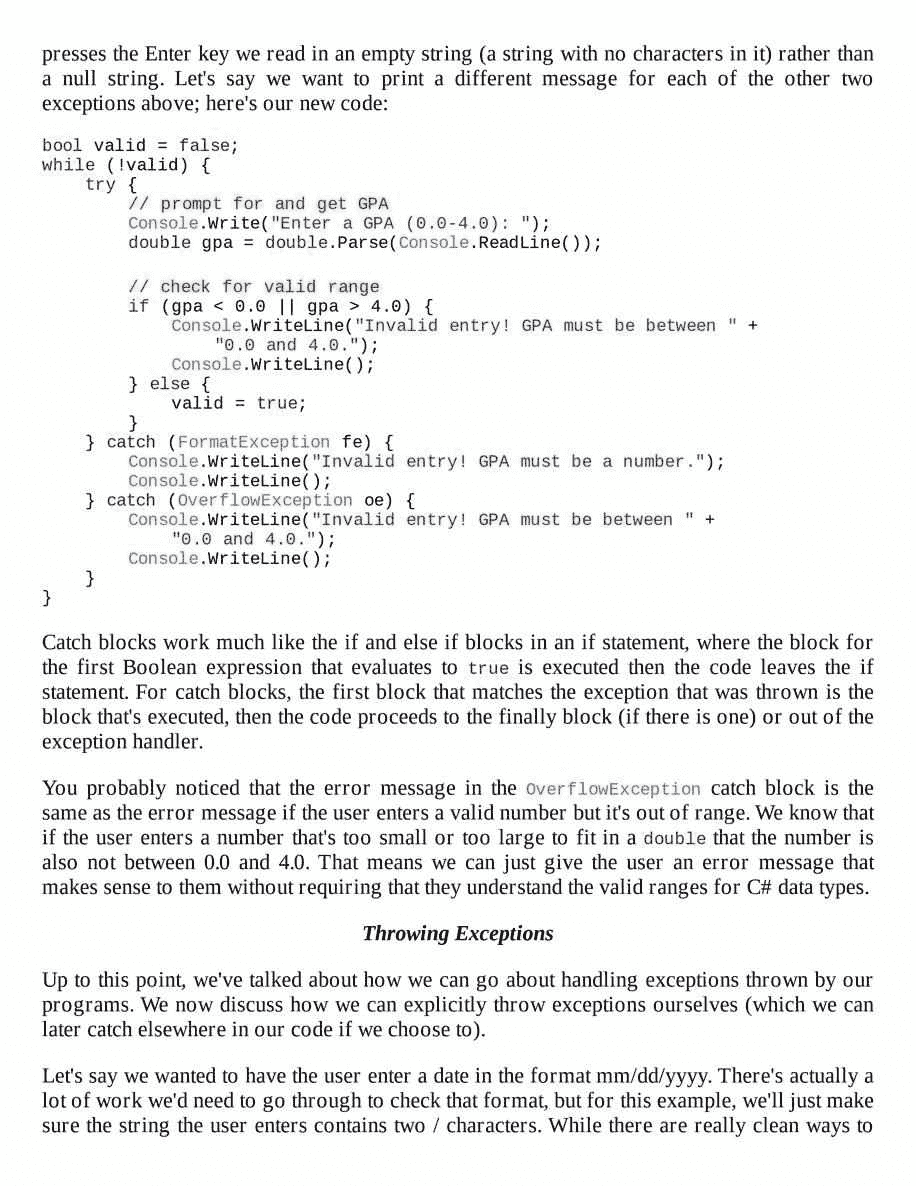 presses the Enter key we read in an empty string (a string with no characters in it) rather than
a null string. Let's say we want to print a different message for each of the other two
exceptions above; here's our new code:

bool valid = false;
while (!valid) {
    try {
        // prompt for and get GPA
        Console.Write("Enter a GPA (0.0-4.0): ");
        double gpa = double.Parse(Console.ReadLine());

        // check for valid range
        if (gpa < 0.0 || gpa > 4.0) {
            Console.WriteLine("Invalid entry! GPA must be between " +
                "0.0 and 4.0.");
            Console.WriteLine();
        } else {
            valid = true;
        }
    } catch (FormatException fe) {
        Console.WriteLine("Invalid entry! GPA must be a number.");
        Console.WriteLine();
    } catch (OverflowException oe) {
        Console.WriteLine("Invalid entry! GPA must be between " +
            "0.0 and 4.0.");
        Console.WriteLine();
    }
}

Catch blocks work much like the if and else if blocks in an if statement, where the block for
the first Boolean expression that evaluates to true is executed then the code leaves the if
statement. For catch blocks, the first block that matches the exception that was thrown is the
block that's executed, then the code proceeds to the finally block (if there is one) or out of the
exception handler.

You probably noticed that the error message in the OverflowException catch block is the
same as the error message if the user enters a valid number but it's out of range. We know that
if the user enters a number that's too small or too large to fit in a double that the number is
also not between 0.0 and 4.0. That means we can just give the user an error message that
makes sense to them without requiring that they understand the valid ranges for C# data types.

Throwing Exceptions

Up to this point, we've talked about how we can go about handling exceptions thrown by our
programs. We now discuss how we can explicitly throw exceptions ourselves (which we can
later catch elsewhere in our code if we choose to).

Let's say we wanted to have the user enter a date in the format mm/dd/yyyy. There's actually a
lot of work we'd need to go through to check that format, but for this example, we'll just make
sure the string the user enters contains two / characters. While there are really clean ways to